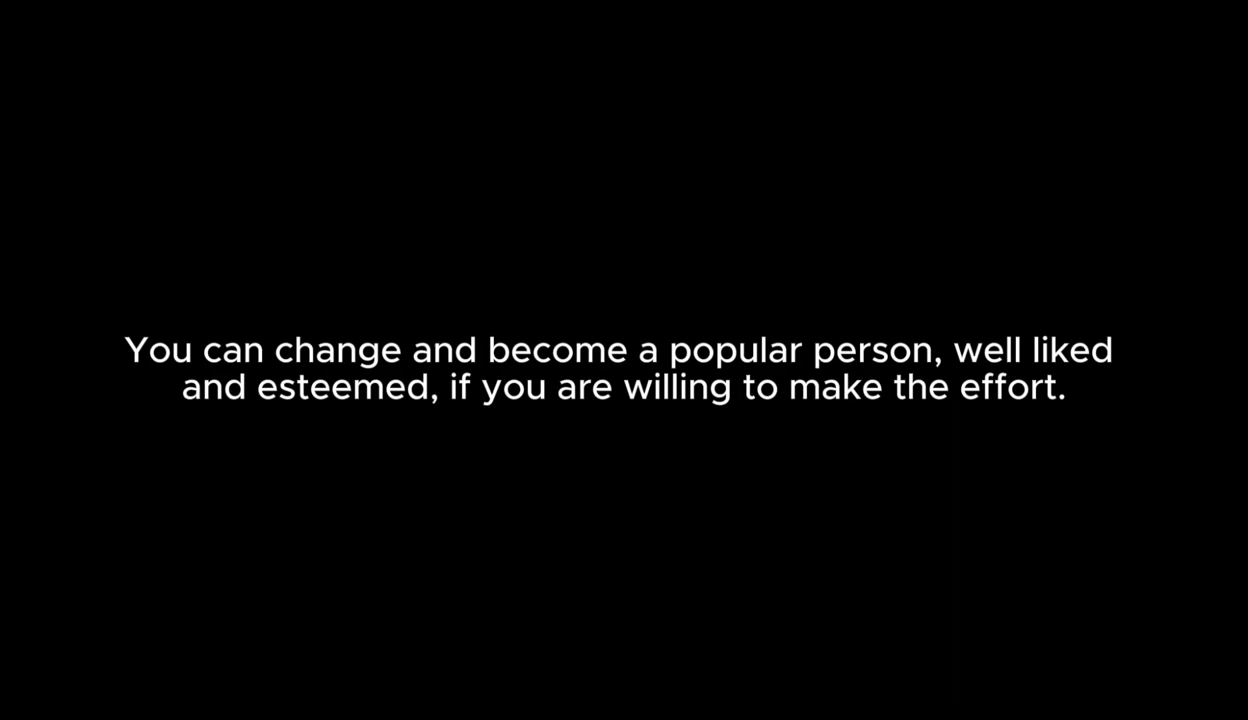 You can change and become a popular person, well liked
and esteemed, if you are willing to make the effort.